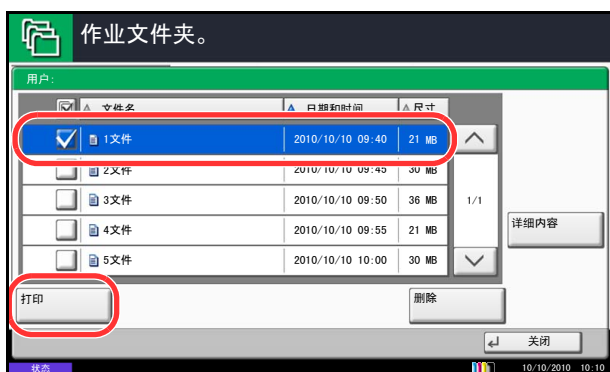 作业文件夹。
用户:
文件名 日期和时间 尺寸
1文件 2010/10/10 09:40 21 MB
2文件 2010/10/10 09:45 30 MB
3文件 2010/10/10 09:50 36 MB
1/1
4文件 2010/10/10 09:55 21 MB
详细内容
5文件 2010/10/10 10:00 30 MB
打印 删除
关闭
状态 10/10/2010 10:10